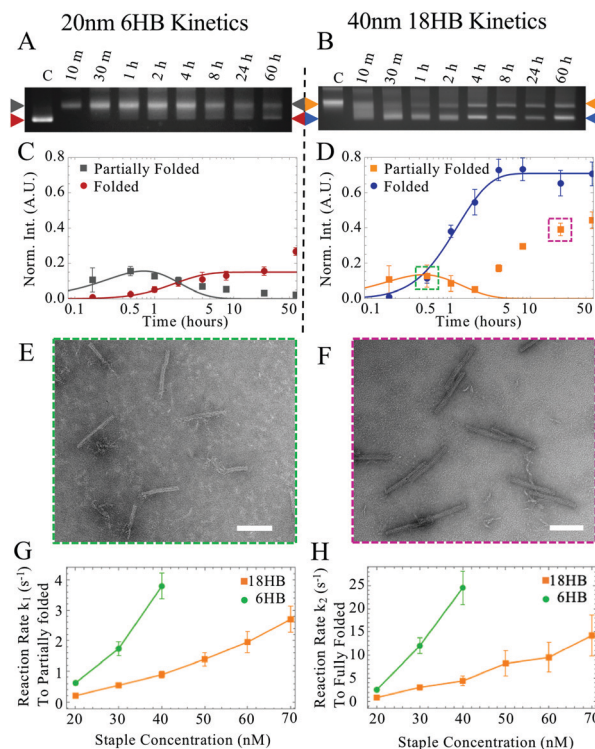 20nm 6HB Kinetics
40nm 18HB Kinetics
A
C
10 m
30 m
1 h
2 h
4 h
8 h
24 h
60 h
B
C
10 m
30 m
1 h
2 h
4 h
8 h
24 h
60 h
C
0.8
0.6
0.4
0.2
0.0
Norm. Int. (A.U.)
Partially Folded
Folded
0.1
0.5
1
5
10
50
Time (hours)
D
0.8
0.6
0.4
0.2
0.0
Norm. Int. (A.U.)
Partially Folded
Folded
0.1
0.5
1
5
10
50
Time (hours)
E
F
G
Reaction Rate k1 (s-1)
To Partially folded
4
3
2
1
0
18HB
6HB
20
30
40
50
60
70
Staple Concentration (nM)
H
Reaction Rate k2 (s-1)
To Fully Folded
25
20
15
10
5
0
18HB
6HB
20
30
40
50
60
70
Staple Concentration (nM)